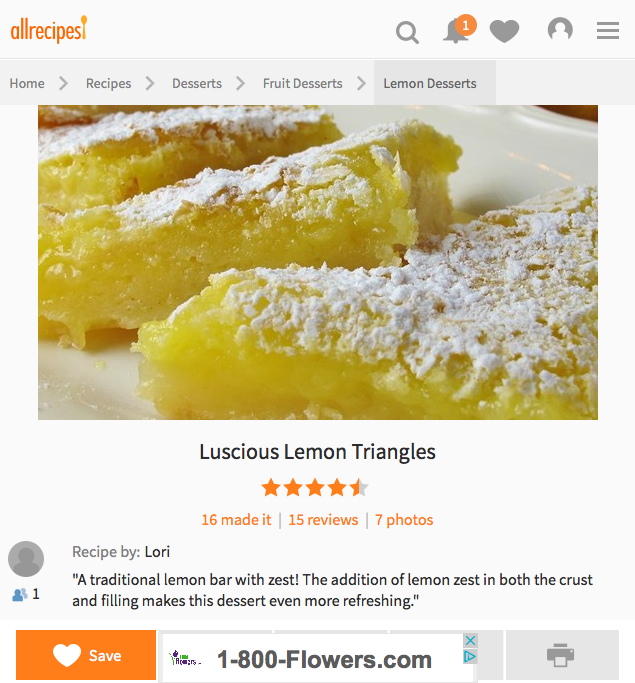 allrecipes
1
Home
Recipes
Desserts
Fruit Desserts
Lemon Desserts
Luscious Lemon Triangles
16 made it | 15 reviews | 7 photos
Recipe by: Lori
1
"A traditional lemon bar with zest! The addition of lemon zest in both the crust
and filling makes this dessert even more refreshing."
Save
1-800-Flowers.com